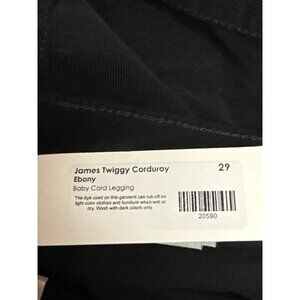 James Twiggy Corduroy 29
Ebony
Baby Cord Legging
The dye used on this garment can rub off on
light color clothes and furniture when wet or
dry. Wash with dark colors only.
20590